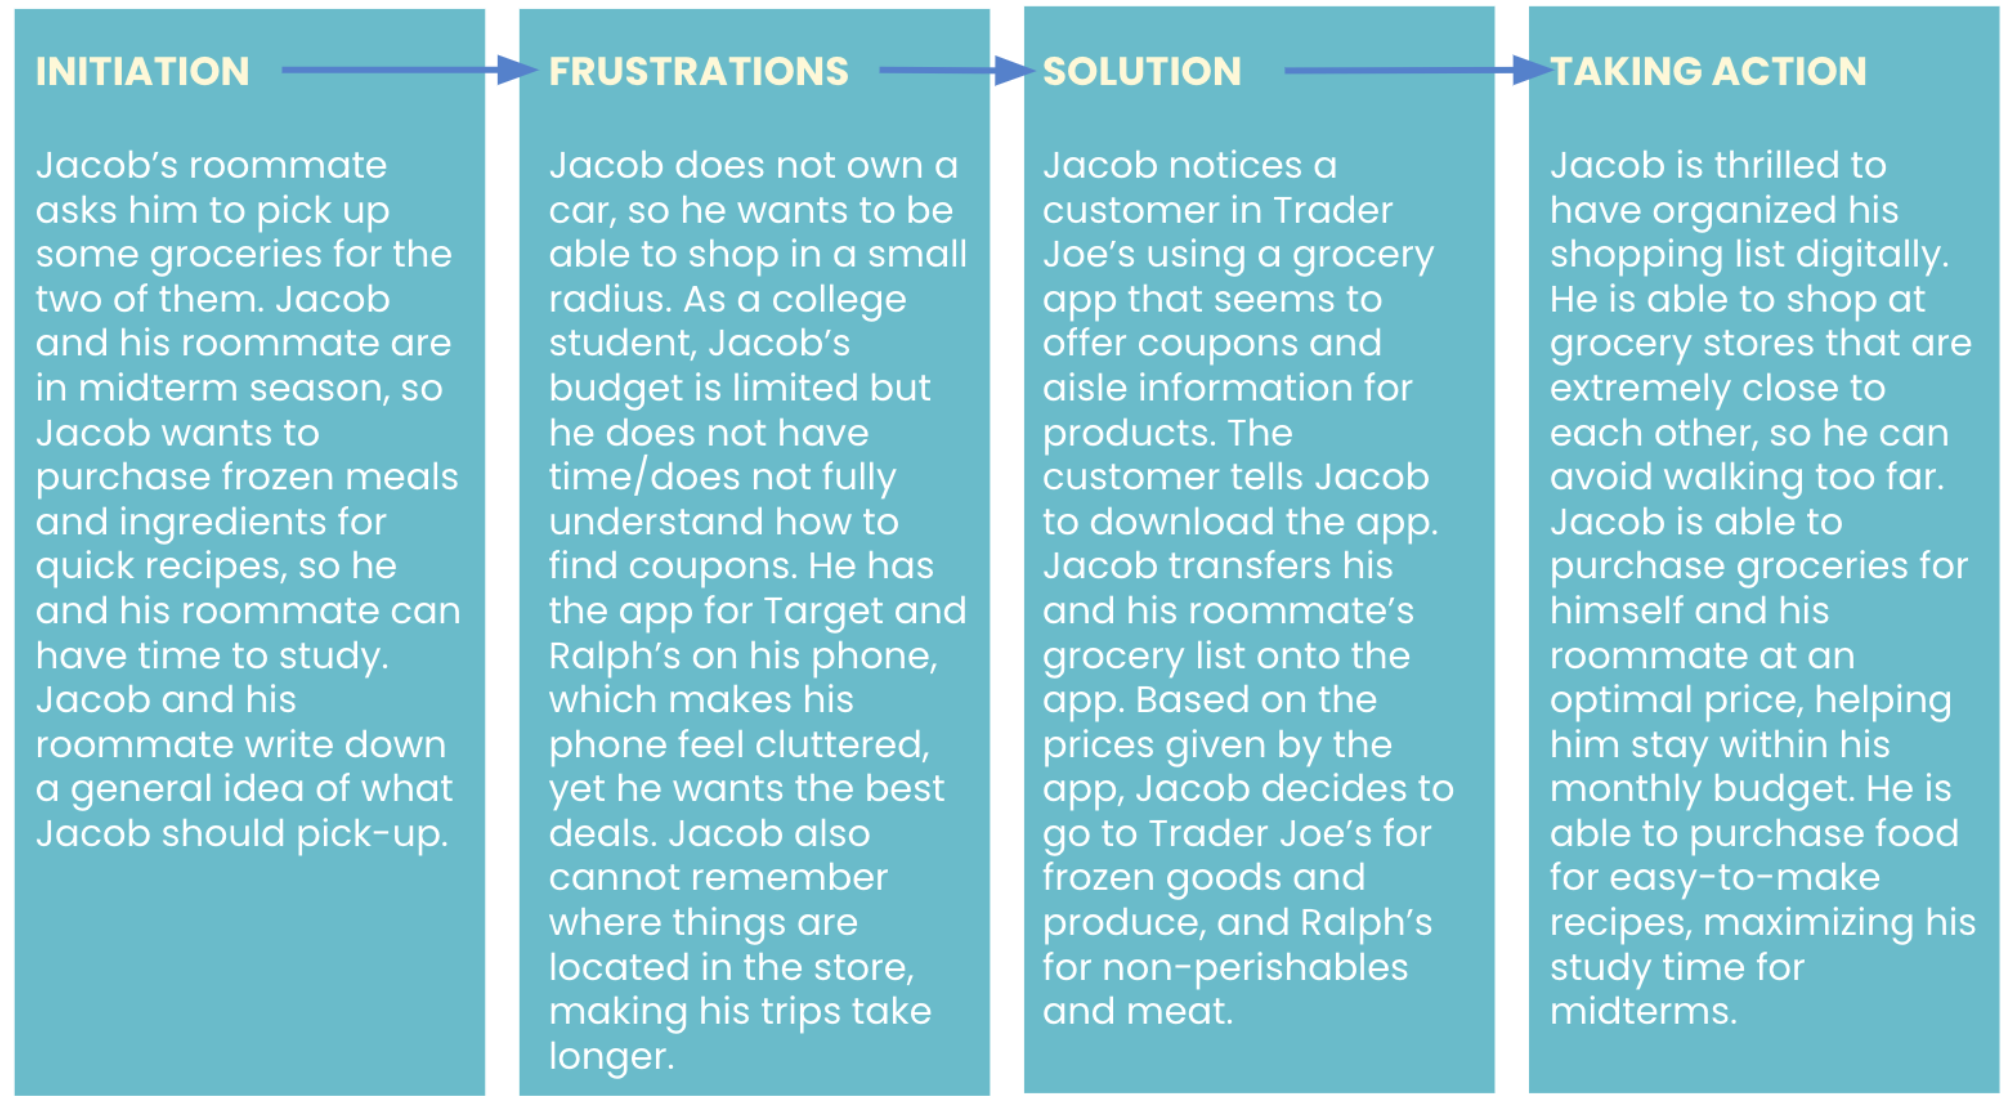 INITIATION
Jacob’s roommate
asks him to pick up
some groceries for the
two of them. Jacob
and his roommate are
in midterm season, so
Jacob wants to
purchase frozen meals
and ingredients for
quick recipes, so he
and his roommate can
have time to study.
Jacob and his
roommate write down
a general idea of what
Jacob should pick-up.
FRUSTRATIONS
Jacob does not own a
car, so he wants to be
able to shop in a small
radius. As a college
student, Jacob’s
budget is limited but
he does not have
time/does not fully
understand how to
find coupons. He has
the app for Target and
Ralph’s on his phone,
which makes his
phone feel cluttered,
yet he wants the best
deals. Jacob also
cannot remember
where things are
located in the store,
making his trips take
longer.
SOLUTION
Jacob notices a
customer in Trader
Joe’s using a grocery
app that seems to
offer coupons and
aisle information for
products. The
customer tells Jacob
to download the app.
Jacob transfers his
and his roommate’s
grocery list onto the
app. Based on the
prices given by the
app, Jacob decides to
go to Trader Joe’s for
frozen goods and
produce, and Ralph’s
for non-perishables
and meat.
TAKING ACTION
Jacob is thrilled to
have organized his
shopping list digitally.
He is able to shop at
grocery stores that are
extremely close to
each other, so he can
avoid walking too far.
Jacob is able to
purchase groceries for
himself and his
roommate at an
optimal price, helping
him stay within his
monthly budget. He is
able to purchase food
for easy-to-make
recipes, maximizing his
study time for
midterms.